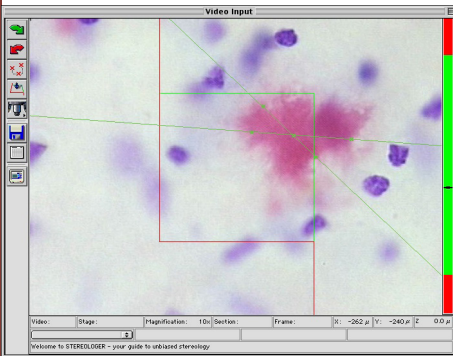 Video Input
Video: Stage: Magnification: 10x Section: Frame: X: -262 μ Y: -240 μ Z 0.0 μ
Welcome to STEREOLOGER - your guide to unbiased stereology